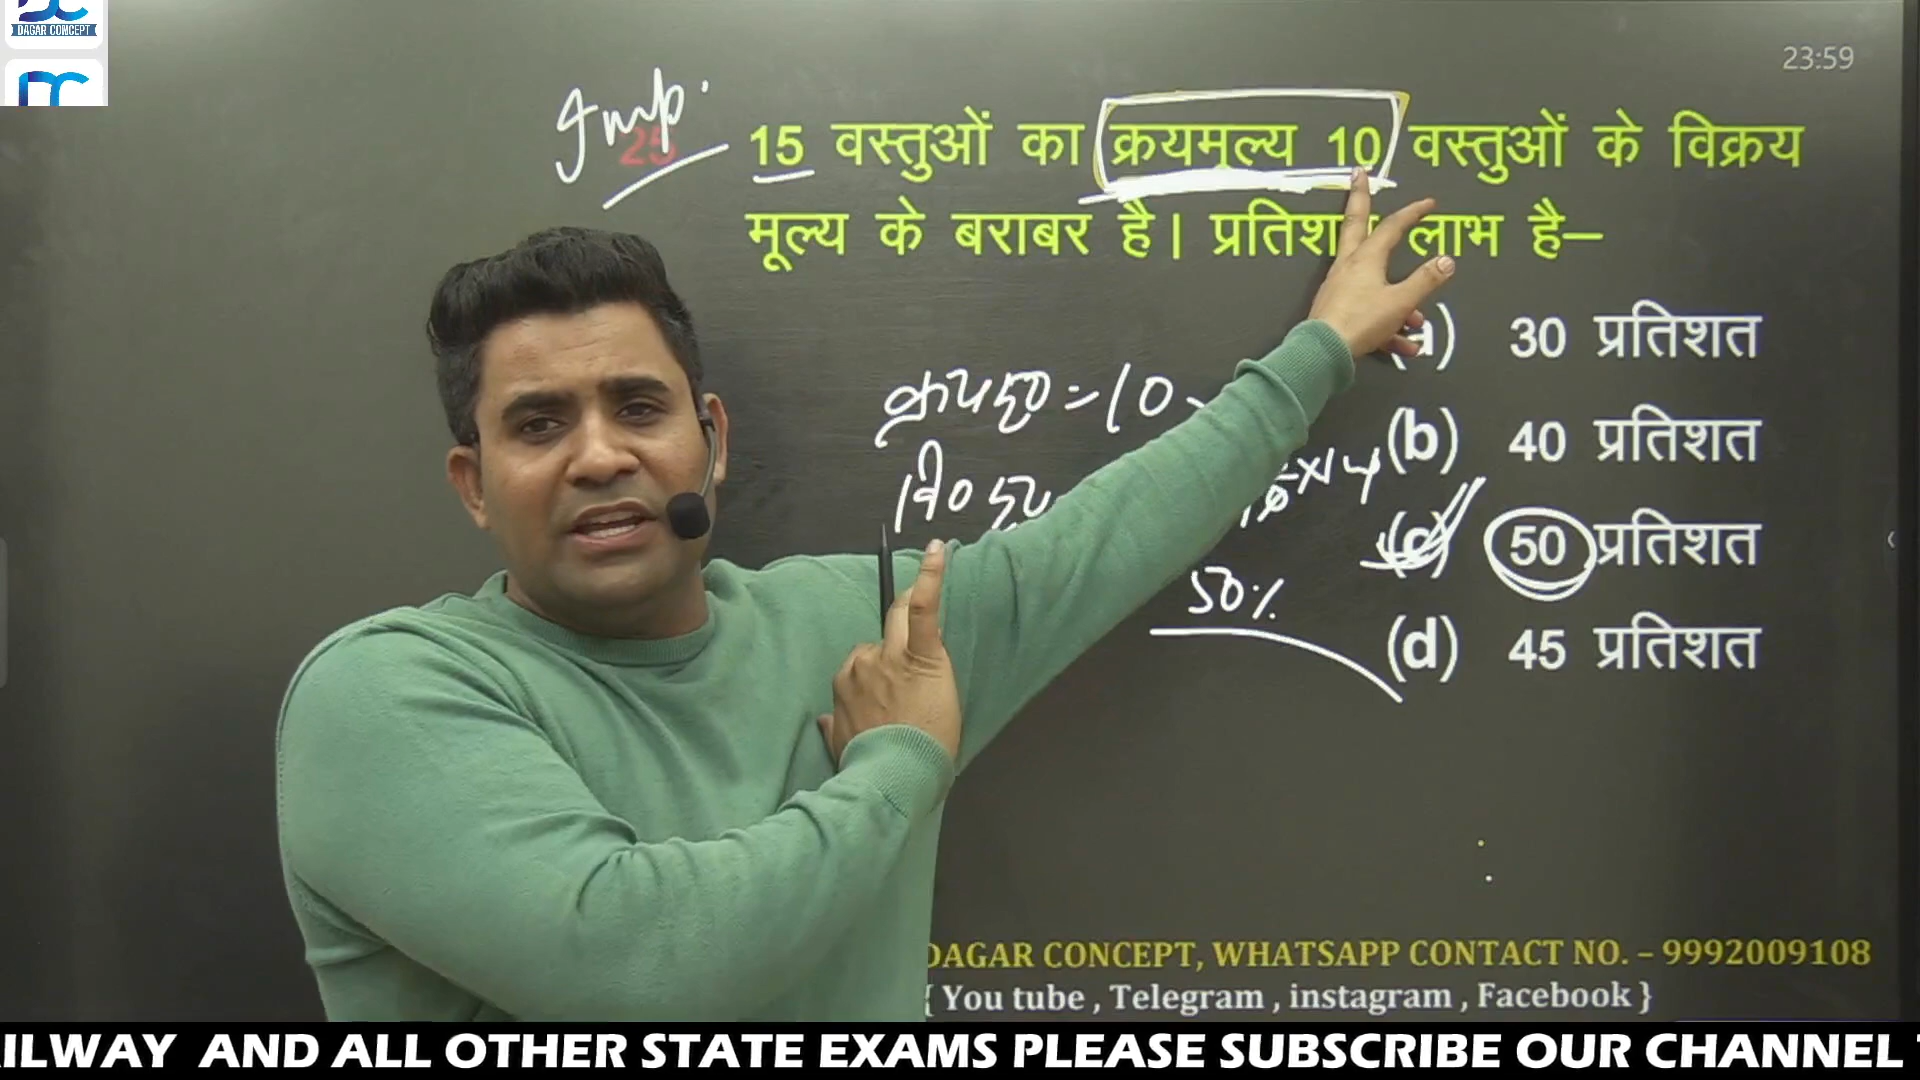 DAGAR CONCEPT
23:59
Imp.
25
15 वस्तुओं का क्रयमूल्य 10 वस्तुओं के विक्रय
मूल्य के बराबर है। प्रतिशत लाभ है–
(a) 30 प्रतिशत
(b) 40 प्रतिशत
(c) 50 प्रतिशत
(d) 45 प्रतिशत
= 10
50%
DAGAR CONCEPT, WHATSAPP CONTACT NO. – 9992009108
{ You tube , Telegram , instagram , Facebook }
ILWAY AND ALL OTHER STATE EXAMS PLEASE SUBSCRIBE OUR CHANNEL